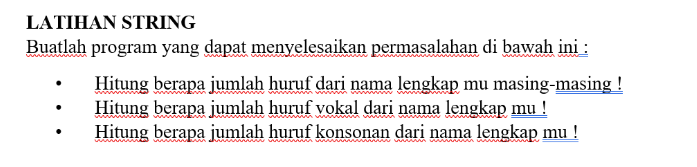 LATIHAN STRING
Buatlah program yang dapat menyelesaikan permasalahan di bawah ini :
• Hitung berapa jumlah huruf dari nama lengkap mu masing-masing !
• Hitung berapa jumlah huruf vokal dari nama lengkap mu !
• Hitung berapa jumlah huruf konsonan dari nama lengkap mu !